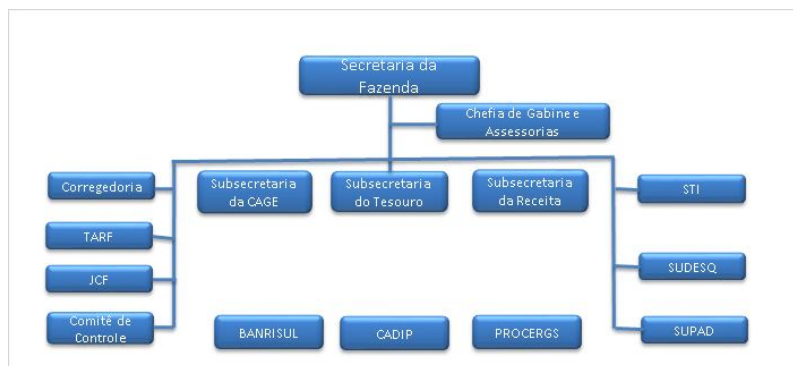 Secretaria da
Fazenda
Chefia de Gabine e
Assessorias
Corregedoria
Subsecretaria
da CAGE
Subsecretaria
do Tesouro
Subsecretaria
da Receita
STI
TARF
JCF
SUDESQ
Comitê de
Controle
BANRISUL
CADIP
PROCERGS
SUPAD